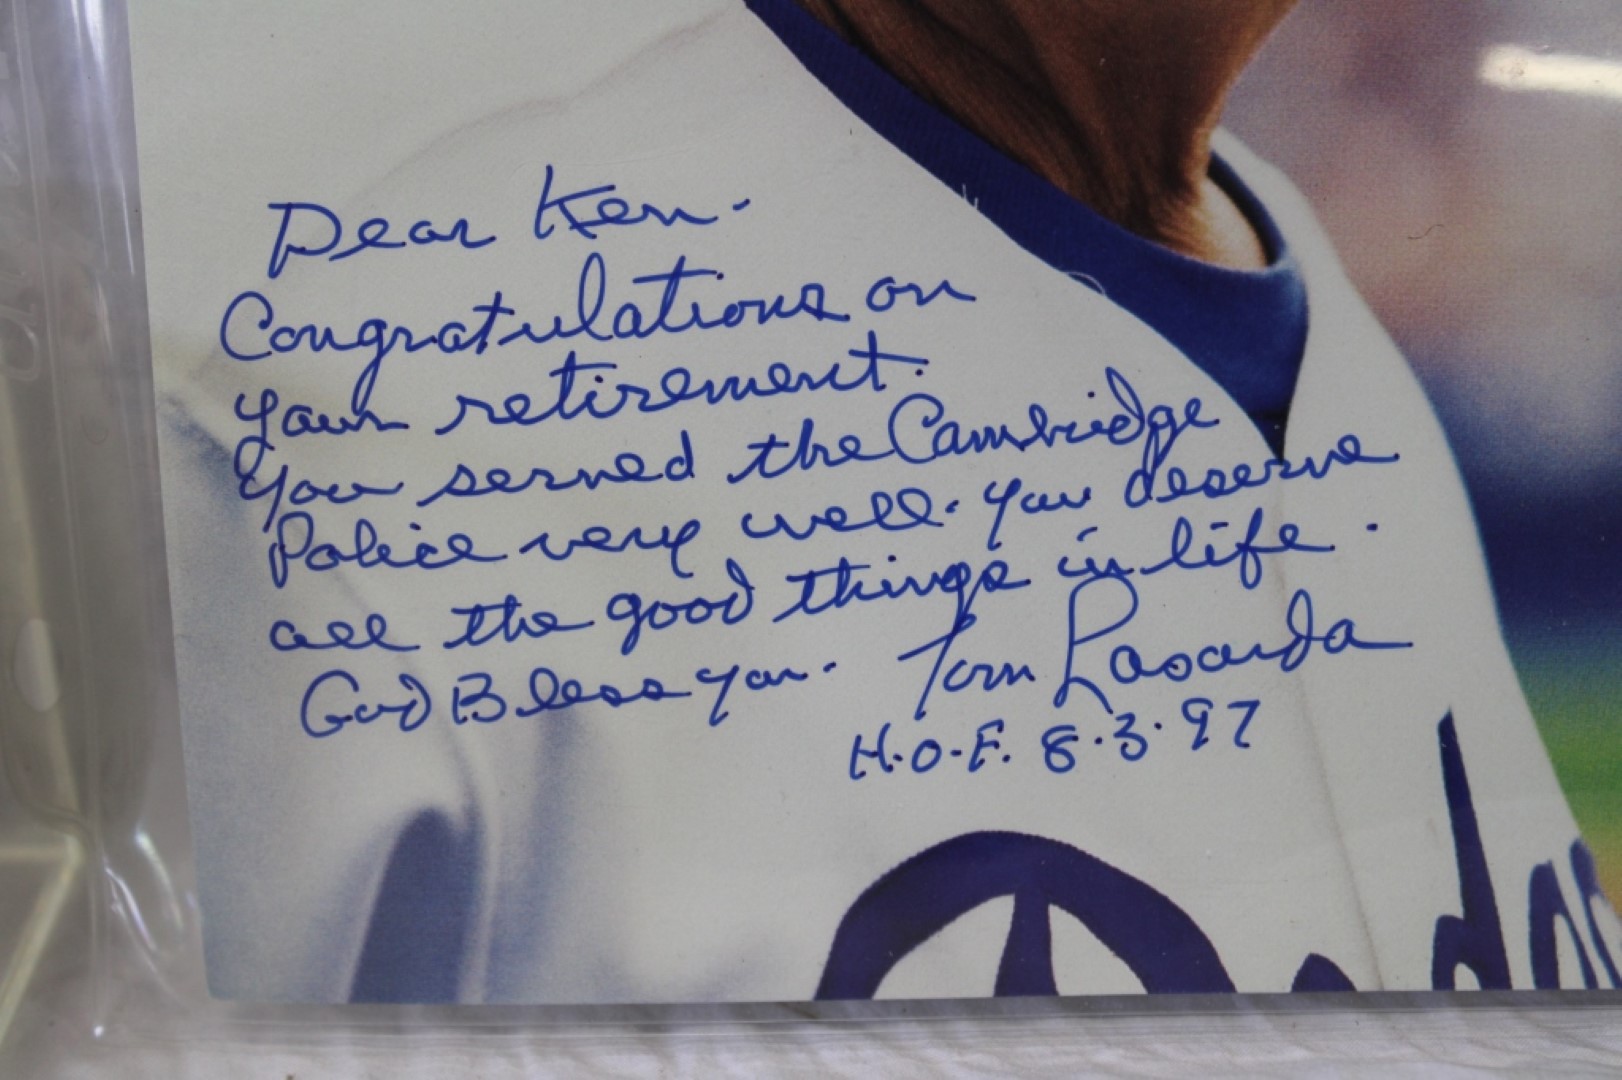 Dear Ken.
Congratulations on
your retirement.
You served the Cambridge
Police very well. you deserve
all the good things in life.
God Bless you. Tom Lasorda
H.O.F. 8.3.97
Dodge